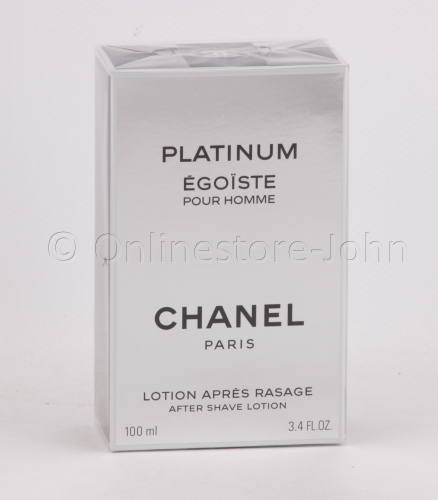 PLATINUM
ÉGOÏSTE
POUR HOMME
© Onlinestore-John
CHANEL
PARIS
LOTION APRÈS RASAGE
AFTER SHAVE LOTION
100 ml 3.4 FL.OZ.